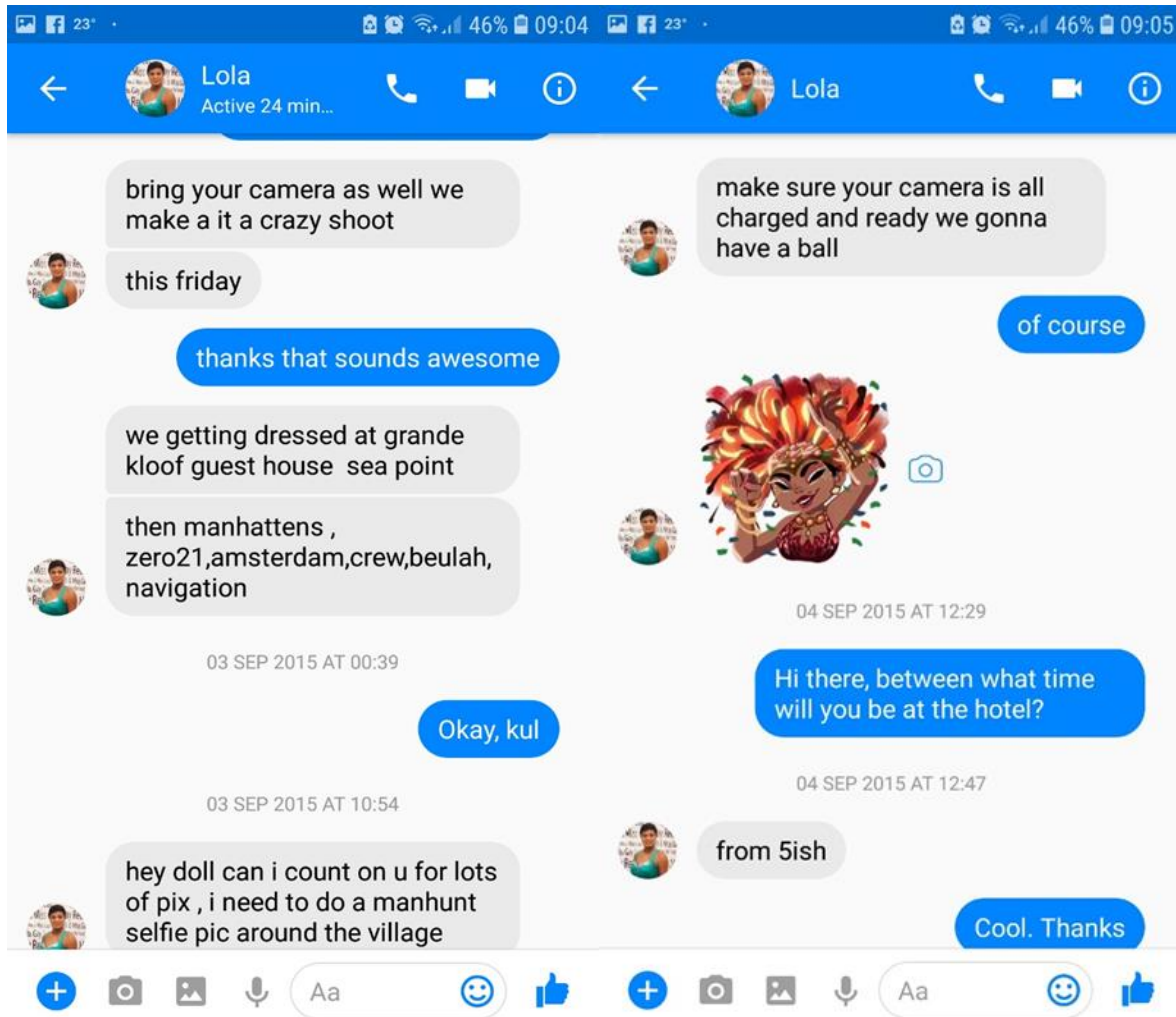 23°
46% 09:04
Lola
Active 24 min...
bring your camera as well we
make a it a crazy shoot
this friday
thanks that sounds awesome
we getting dressed at grande
kloof guest house sea point
then manhattens ,
zero21,amsterdam,crew,beulah,
navigation
03 SEP 2015 AT 00:39
Okay, kul
03 SEP 2015 AT 10:54
hey doll can i count on u for lots
of pix , i need to do a manhunt
selfie pic around the village
Aa
23°
46% 09:05
Lola
make sure your camera is all
charged and ready we gonna
have a ball
of course
04 SEP 2015 AT 12:29
Hi there, between what time
will you be at the hotel?
04 SEP 2015 AT 12:47
from 5ish
Cool. Thanks
Aa